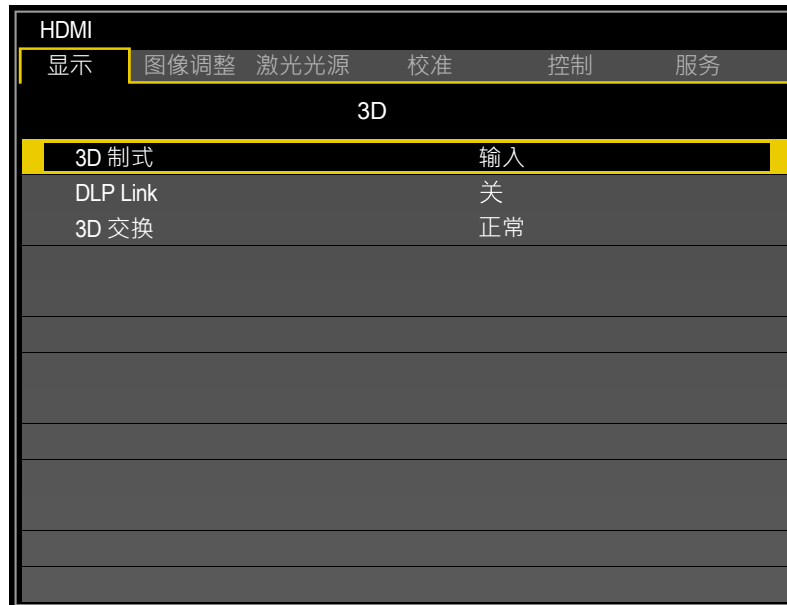 HDMI
显示 图像调整 激光光源 校准 控制 服务
3D
3D 制式 输入
DLP Link 关
3D 交换 正常